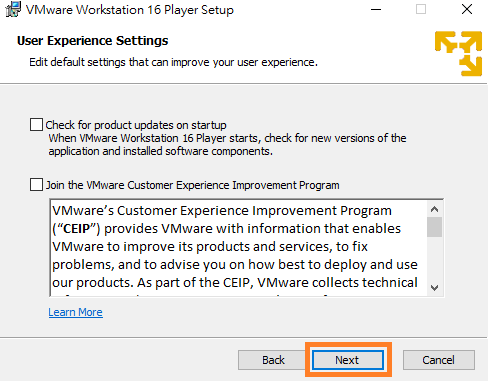 VMware Workstation 16 Player Setup
User Experience Settings
Edit default settings that can improve your user experience.
Check for product updates on startup
When VMware Workstation 16 Player starts, check for new versions of the
application and installed software components.
Join the VMware Customer Experience Improvement Program
VMware's Customer Experience Improvement Program
("CEIP") provides VMware with information that enables
VMware to improve its products and services, to fix
problems, and to advise you on how best to deploy and use
our products. As part of the CEIP, VMware collects technical
Learn More
Back
Next
Cancel